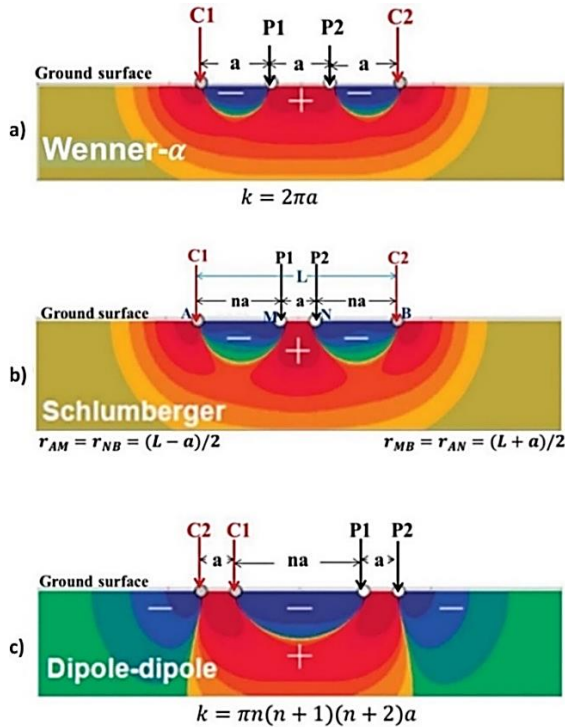 C1 C2
P1 P2
a a a
Ground surface
− + −
a)
Wenner-α
k = 2πa
C1 P1 P2 C2
L
na a na
Ground surface A M N B
− + −
b)
Schlumberger
r_AM = r_NB = (L − a)/2 r_MB = r_AN = (L + a)/2
C2 C1 P1 P2
a na a
Ground surface
− − −
c)
+
Dipole-dipole
k = πn(n + 1)(n + 2)a